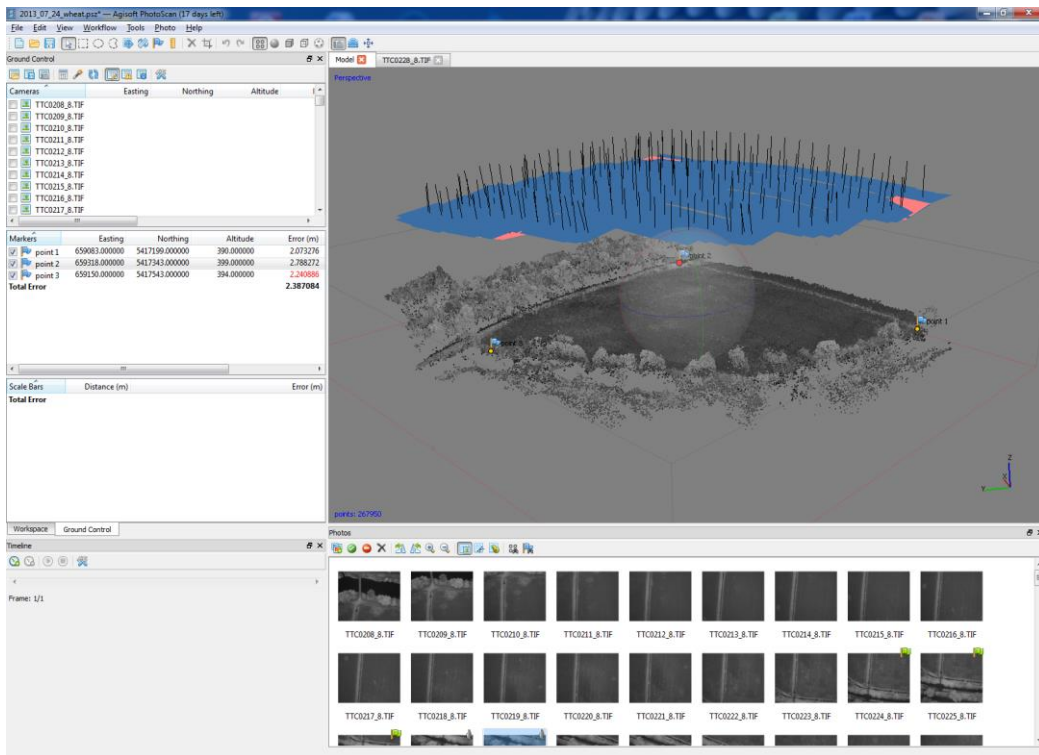 2013_07_24_wheat.psz* — Agisoft PhotoScan (17 days left)
File Edit View Workflow Tools Photo Help
Ground Control
Cameras Easting Northing Altitude
TTC0208_8.TIF
TTC0209_8.TIF
TTC0210_8.TIF
TTC0211_8.TIF
TTC0212_8.TIF
TTC0213_8.TIF
TTC0214_8.TIF
TTC0215_8.TIF
TTC0216_8.TIF
TTC0217_8.TIF
Markers Easting Northing Altitude Error (m)
point 1 659083.000000 5417199.000000 390.000000 2.073276
point 2 659318.000000 5417343.000000 394.000000 2.788272
point 3 659150.000000 5417543.000000 394.000000 2.240886
Total Error 2.387084
Scale Bars Distance (m) Error (m)
Total Error
Workspace Ground Control
Timeline
Frame: 1/1
Model TTC0228_8.TIF
Perspective
point 2
point 1
point 3
Z
X
Y
points: 267950
Photos
TTC0208_8.TIF TTC0209_8.TIF TTC0210_8.TIF TTC0211_8.TIF TTC0212_8.TIF TTC0213_8.TIF TTC0214_8.TIF TTC0215_8.TIF TTC0216_8.TIF
TTC0217_8.TIF TTC0218_8.TIF TTC0219_8.TIF TTC0220_8.TIF TTC0221_8.TIF TTC0222_8.TIF TTC0223_8.TIF TTC0224_8.TIF TTC0225_8.TIF